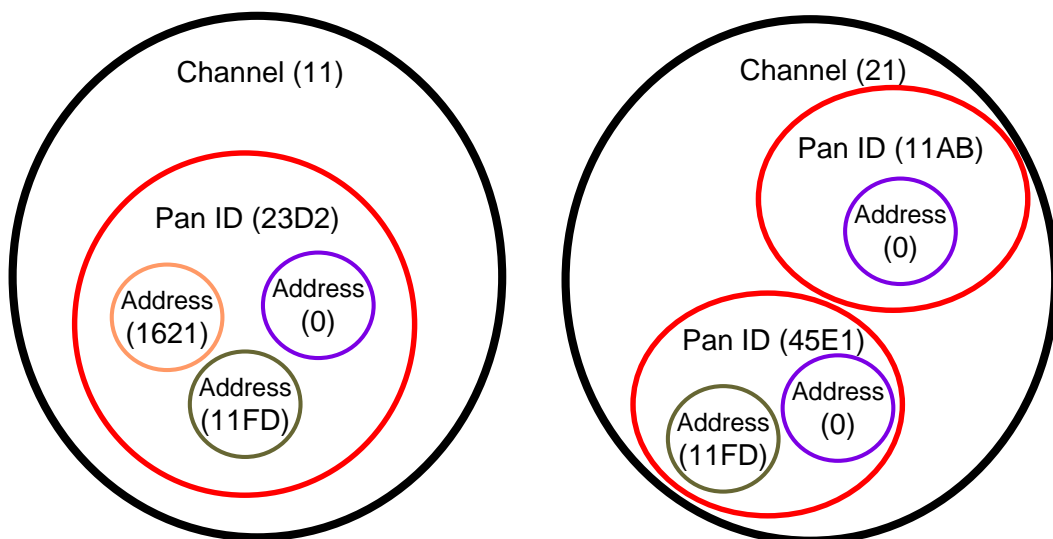 Channel (11)
Pan ID (23D2)
Address
(1621)
Address
(0)
Address
(11FD)
Channel (21)
Pan ID (11AB)
Address
(0)
Pan ID (45E1)
Address
(11FD)
Address
(0)